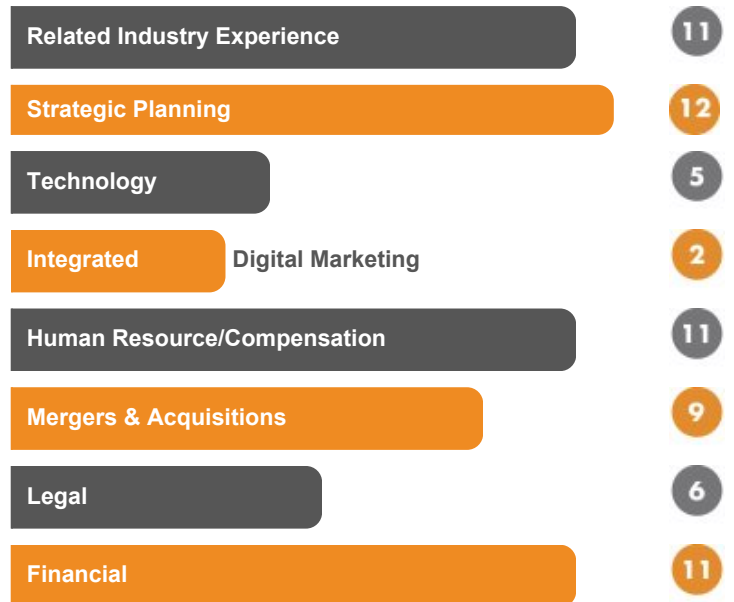 Related Industry Experience 11
Strategic Planning 12
Technology 5
Integrated Digital Marketing 2
Human Resource/Compensation 11
Mergers & Acquisitions 9
Legal 6
Financial 11